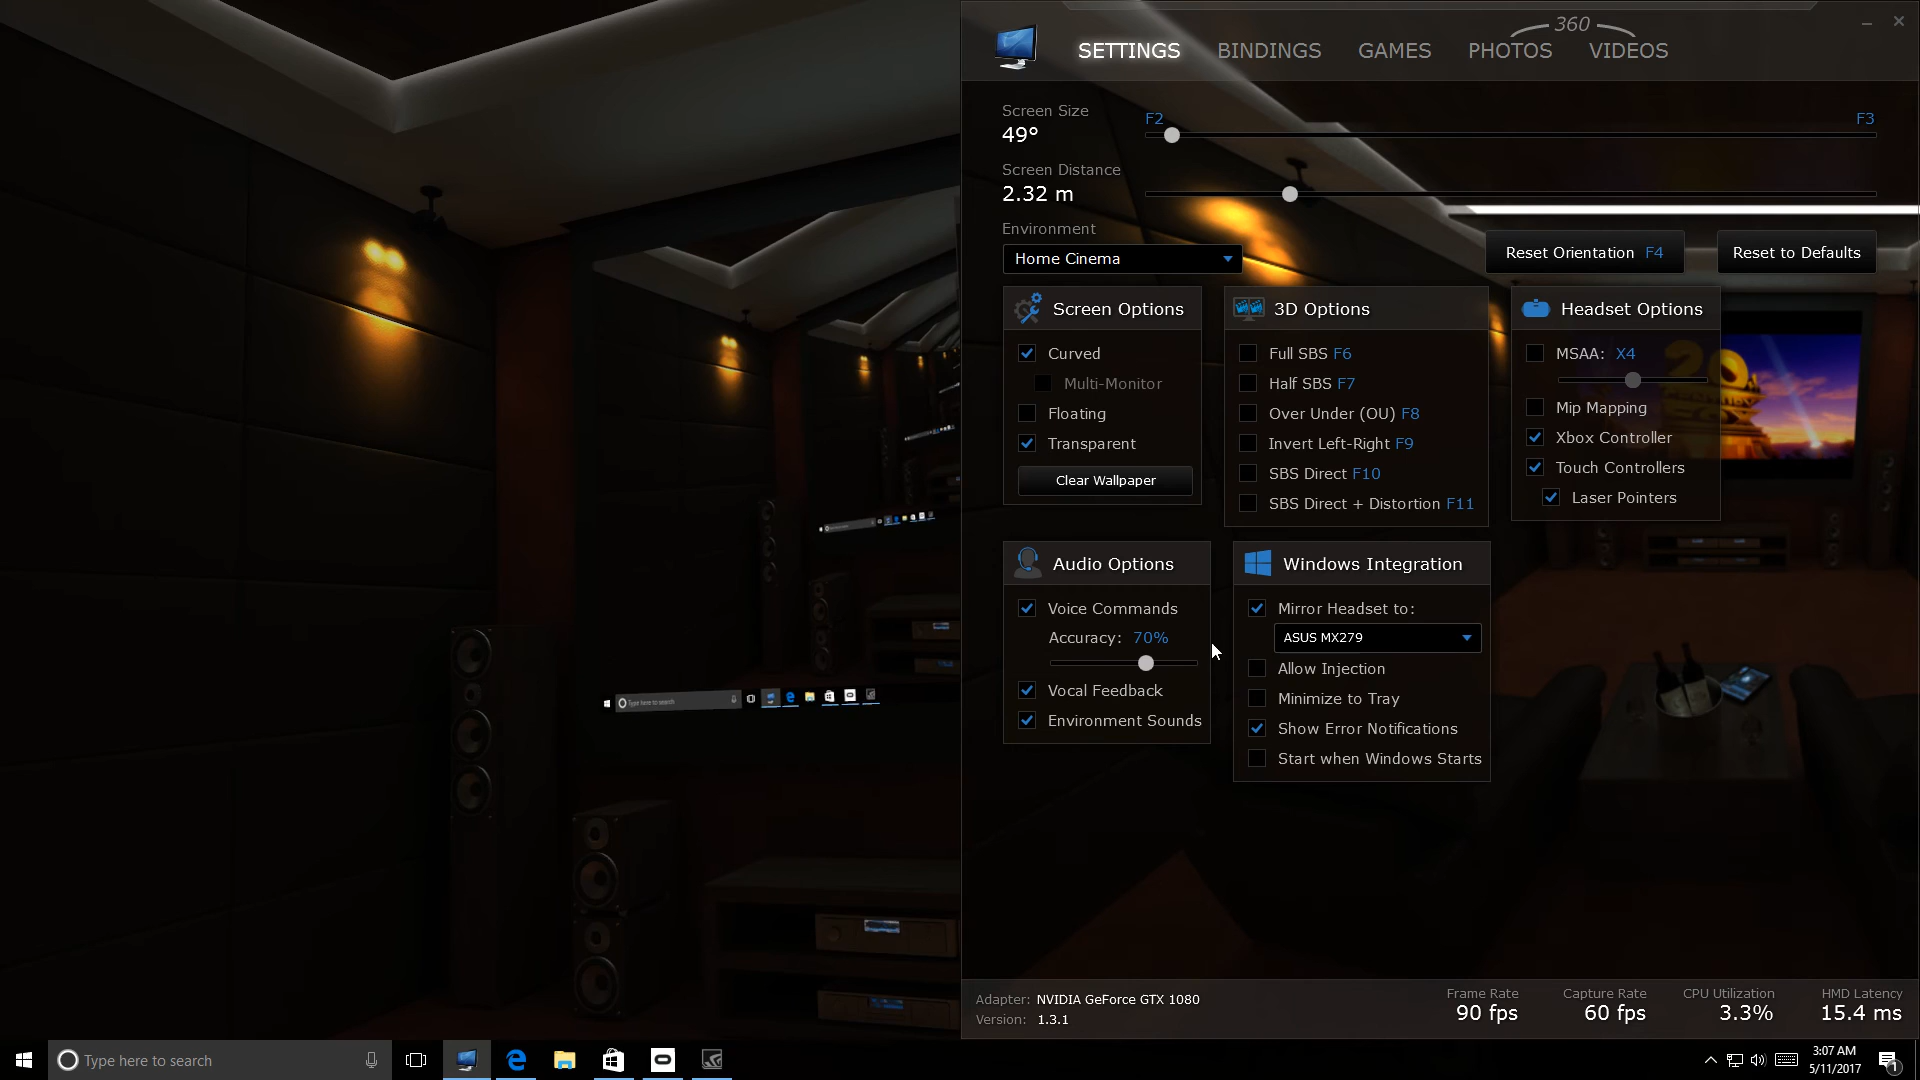 360
SETTINGS BINDINGS GAMES PHOTOS VIDEOS
Screen Size
49°
F2 F3
Screen Distance
2.32 m
Environment
Home Cinema
Reset Orientation F4 Reset to Defaults
Screen Options
Curved
Multi-Monitor
Floating
Transparent
Clear Wallpaper
3D Options
Full SBS F6
Half SBS F7
Over Under (OU) F8
Invert Left-Right F9
SBS Direct F10
SBS Direct + Distortion F11
Headset Options
MSAA: X4
Mip Mapping
Xbox Controller
Touch Controllers
Laser Pointers
20
Audio Options
Voice Commands
Accuracy: 70%
Vocal Feedback
Environment Sounds
Windows Integration
Mirror Headset to:
ASUS MX279
Allow Injection
Minimize to Tray
Show Error Notifications
Start when Windows Starts
Type here to search
Adapter: NVIDIA GeForce GTX 1080
Version: 1.3.1
Frame Rate
90 fps
Capture Rate
60 fps
CPU Utilization
3.3%
HMD Latency
15.4 ms
Type here to search
3:07 AM
5/11/2017
1